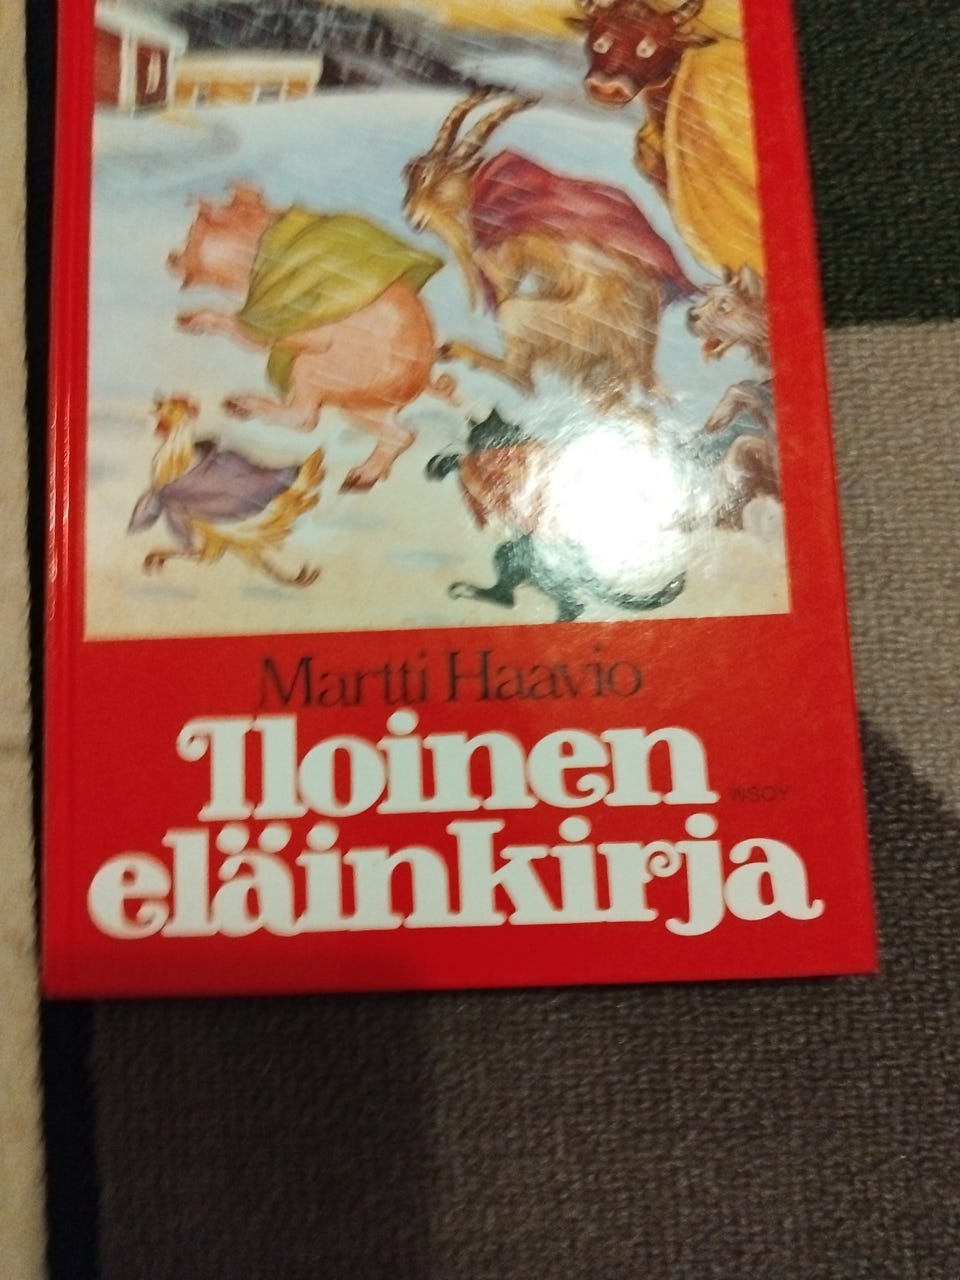 Martti Haavio
Iloinen
WSOY
eläinkirja